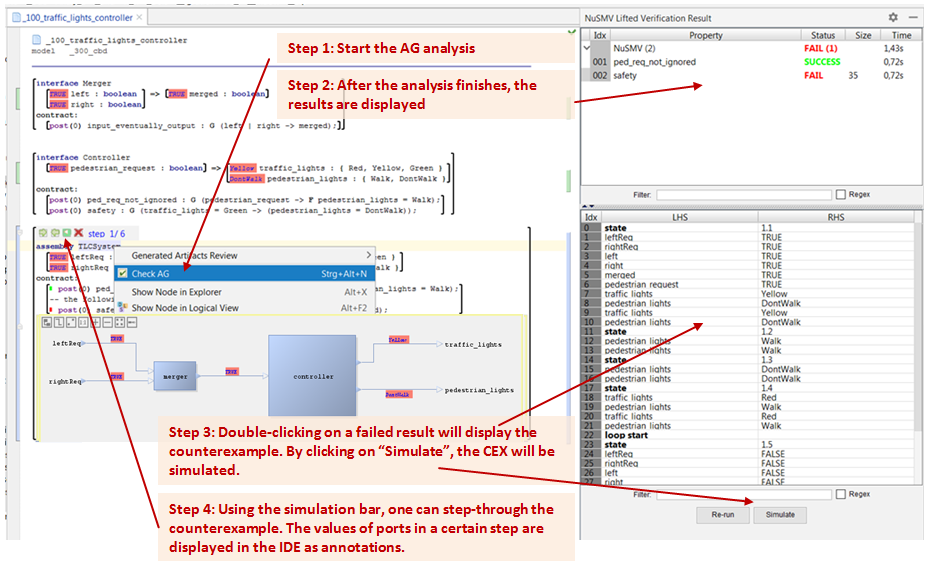 _100_traffic_lights_controller
_100_traffic_lights_controller
model _300_cbd
interface Merger
TRUE left : boolean => TRUE merged : boolean
TRUE right : boolean
contract:
post(0) input_eventually_output : G (left | right -> merged);
interface Controller
TRUE pedestrian_request : boolean => Yellow traffic_lights : { Red, Yellow, Green }
DontWalk pedestrian_lights : { Walk, DontWalk }
contract:
post(0) ped_req_not_ignored : G (pedestrian_request -> F pedestrian_lights = Walk);
post(0) safety : G (traffic_lights = Green -> (pedestrian_lights = DontWalk));
step 1/ 6
assembly TLCSystem
TRUE leftReq : een }
TRUE rightReq alk }
contract:
post(0) ped_ an_lights = Walk);
-- the follow
post(0) safe d);
Generated Artifacts Review
Check AG Strg+Alt+N
Show Node in Explorer Alt+X
Show Node in Logical View Alt+F2
leftReq
TRUE
rightReq
TRUE
merger
TRUE
controller
Yellow
traffic_lights
DontWalk
pedestrian_lights
Step 1: Start the AG analysis
Step 2: After the analysis finishes, the
results are displayed
Step 3: Double-clicking on a failed result will display the
counterexample. By clicking on “Simulate”, the CEX will be
simulated.
Step 4: Using the simulation bar, one can step-through the
counterexample. The values of ports in a certain step are
displayed in the IDE as annotations.
NuSMV Lifted Verification Result
Idx Property Status Size Time
NuSMV (2) FAIL (1) 1,43s
001 ped_req_not_ignored SUCCESS 0,72s
002 safety FAIL 35 0,72s
Filter: Regex
Idx LHS RHS
0 state 1.1
1 leftReq TRUE
2 rightReq TRUE
3 left TRUE
4 right TRUE
5 merged TRUE
6 pedestrian request TRUE
7 traffic lights Yellow
8 pedestrian lights DontWalk
9 traffic lights Yellow
10 pedestrian lights DontWalk
11 state 1.2
12 pedestrian lights Walk
13 pedestrian lights Walk
14 state 1.3
15 pedestrian lights DontWalk
16 pedestrian lights DontWalk
17 state 1.4
18 traffic lights Red
19 pedestrian lights Walk
20 traffic lights Red
21 pedestrian lights Walk
22 loop start
23 state 1.5
24 leftReq FALSE
25 rightReq FALSE
26 left FALSE
27 right FALSE
Filter: Regex
Re-run Simulate